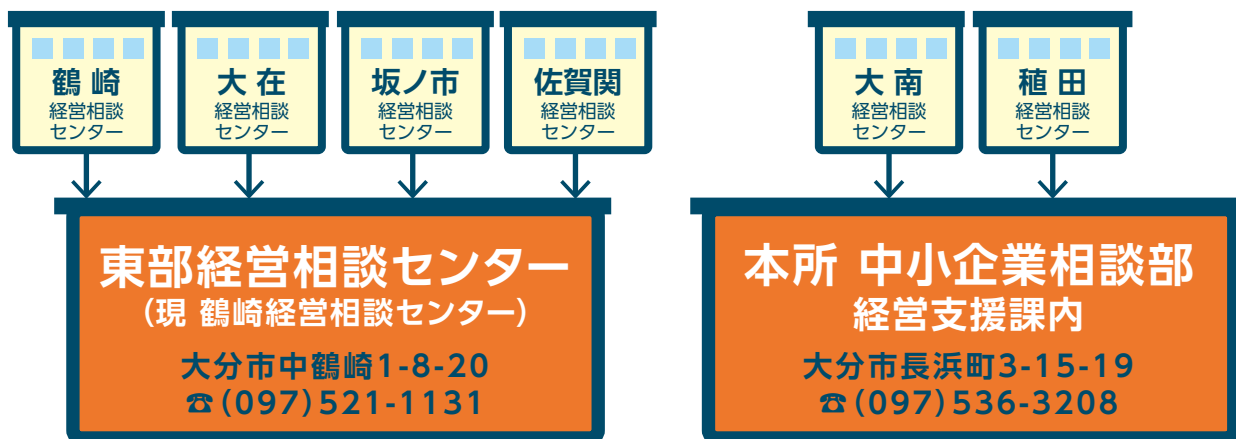 鶴崎
経営相談
センター
大在
経営相談
センター
坂ノ市
経営相談
センター
佐賀関
経営相談
センター
大南
経営相談
センター
稙田
経営相談
センター
東部経営相談センター
(現 鶴崎経営相談センター)
大分市中鶴崎1-8-20
☎(097)521-1131
本所 中小企業相談部
経営支援課内
大分市長浜町3-15-19
☎(097)536-3208